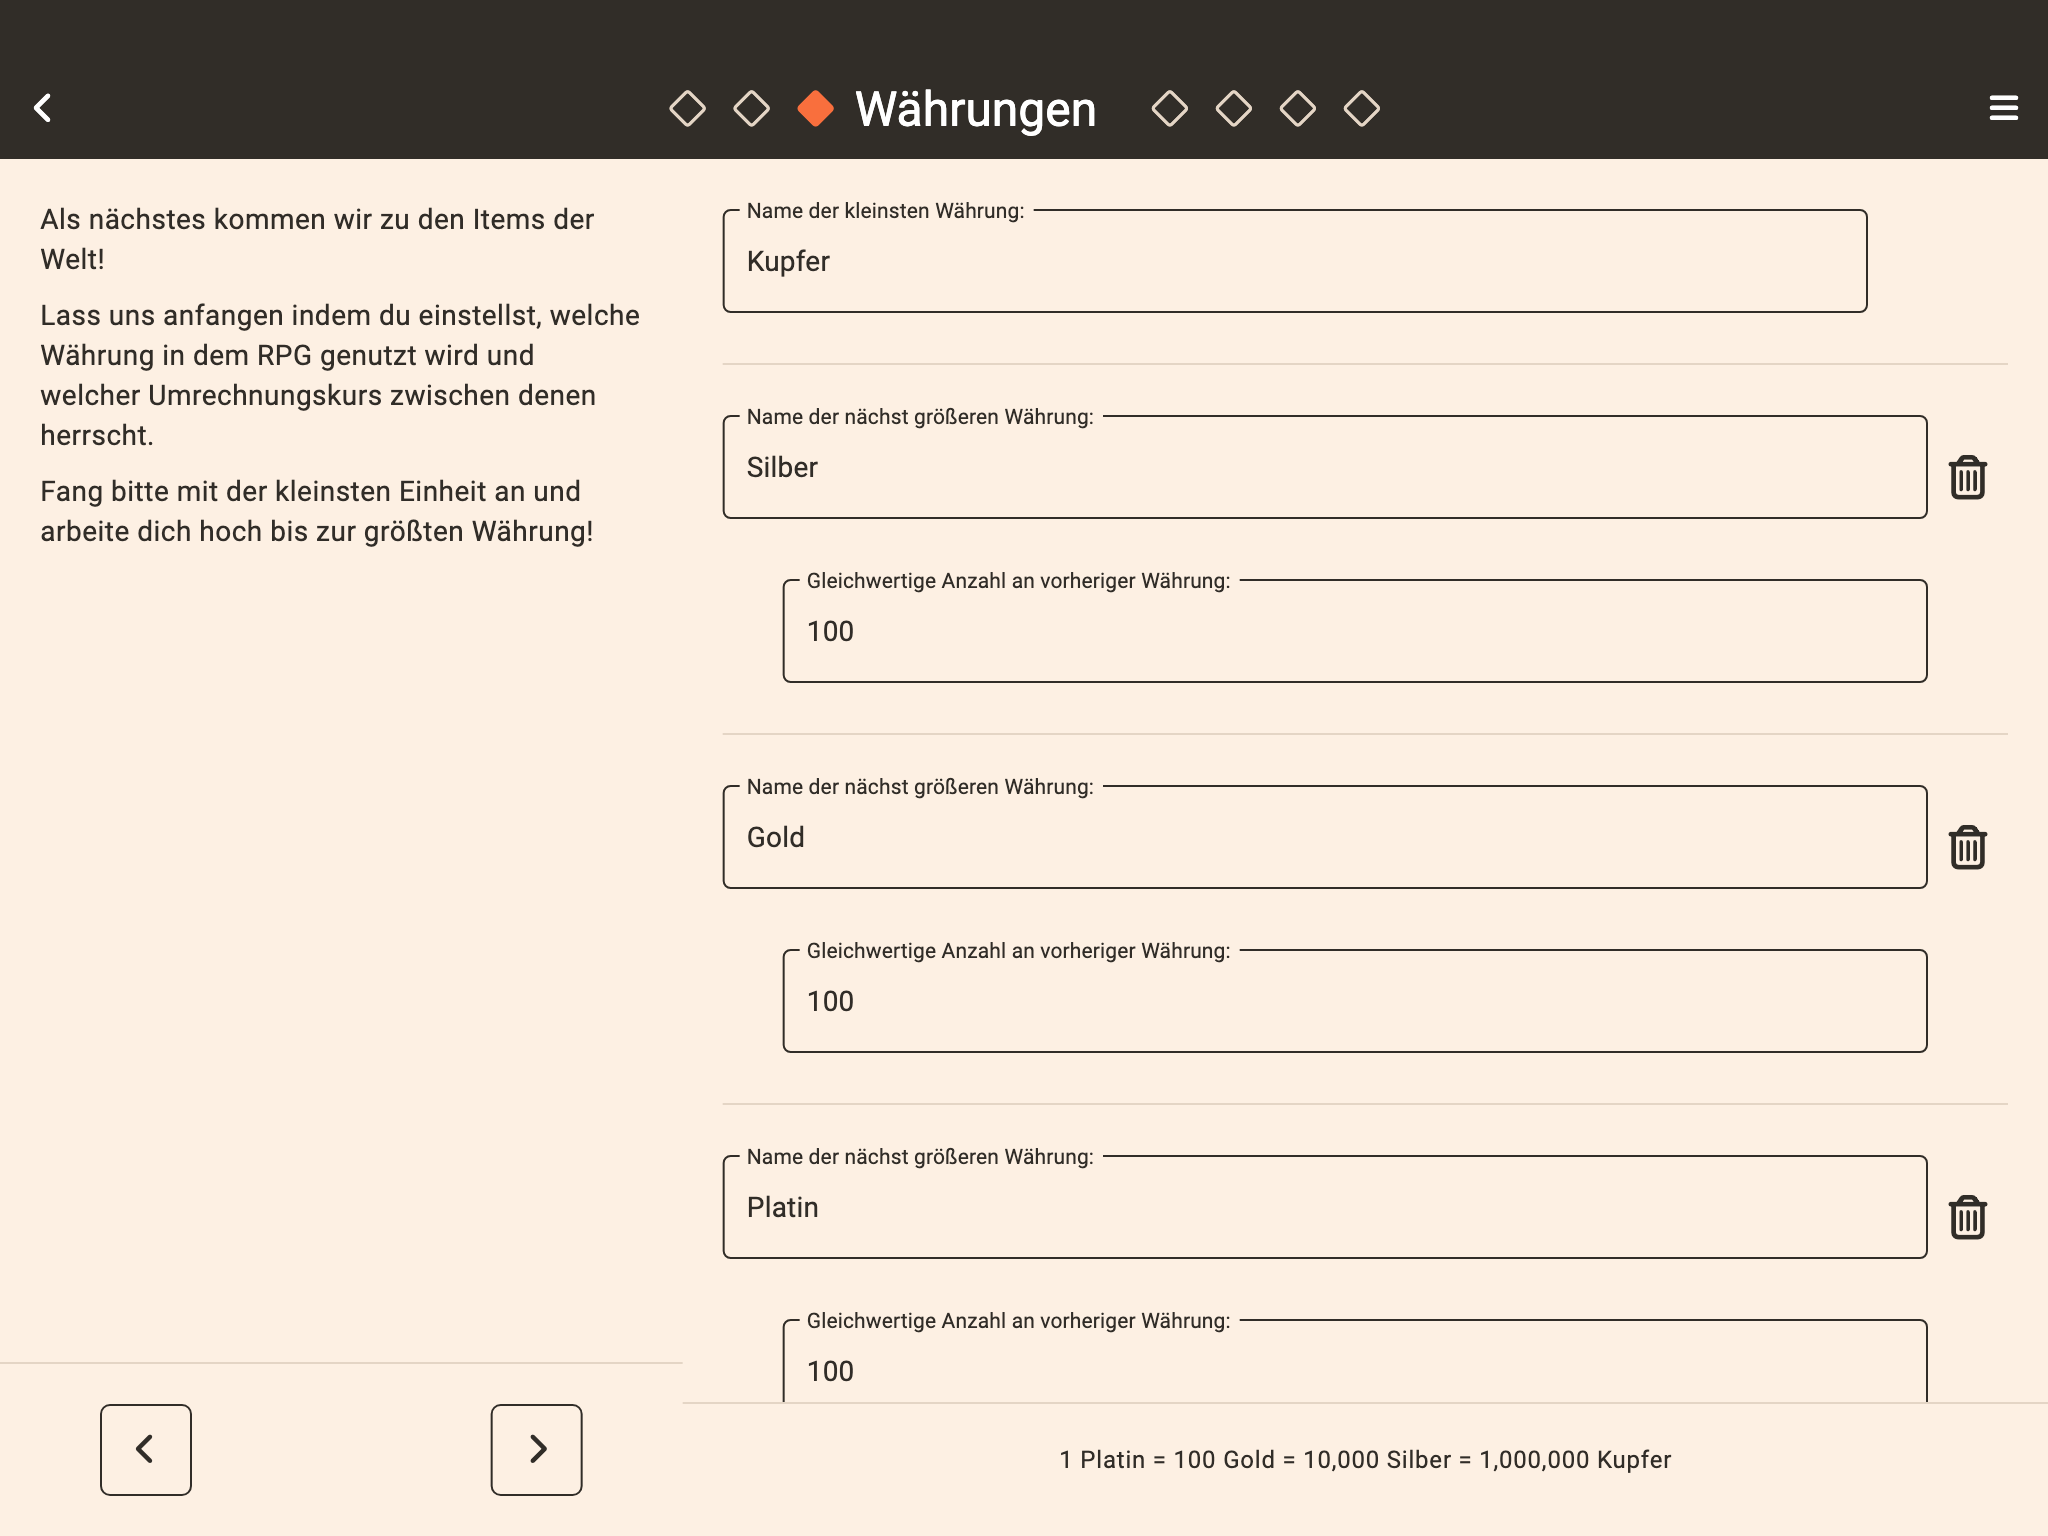 Währungen
Als nächstes kommen wir zu den Items der
Welt!
Lass uns anfangen indem du einstellst, welche
Währung in dem RPG genutzt wird und
welcher Umrechnungskurs zwischen denen
herrscht.
Fang bitte mit der kleinsten Einheit an und
arbeite dich hoch bis zur größten Währung!
Name der kleinsten Währung:
Kupfer
Name der nächst größeren Währung:
Silber
Gleichwertige Anzahl an vorheriger Währung:
100
Name der nächst größeren Währung:
Gold
Gleichwertige Anzahl an vorheriger Währung:
100
Name der nächst größeren Währung:
Platin
Gleichwertige Anzahl an vorheriger Währung:
100
1 Platin = 100 Gold = 10,000 Silber = 1,000,000 Kupfer